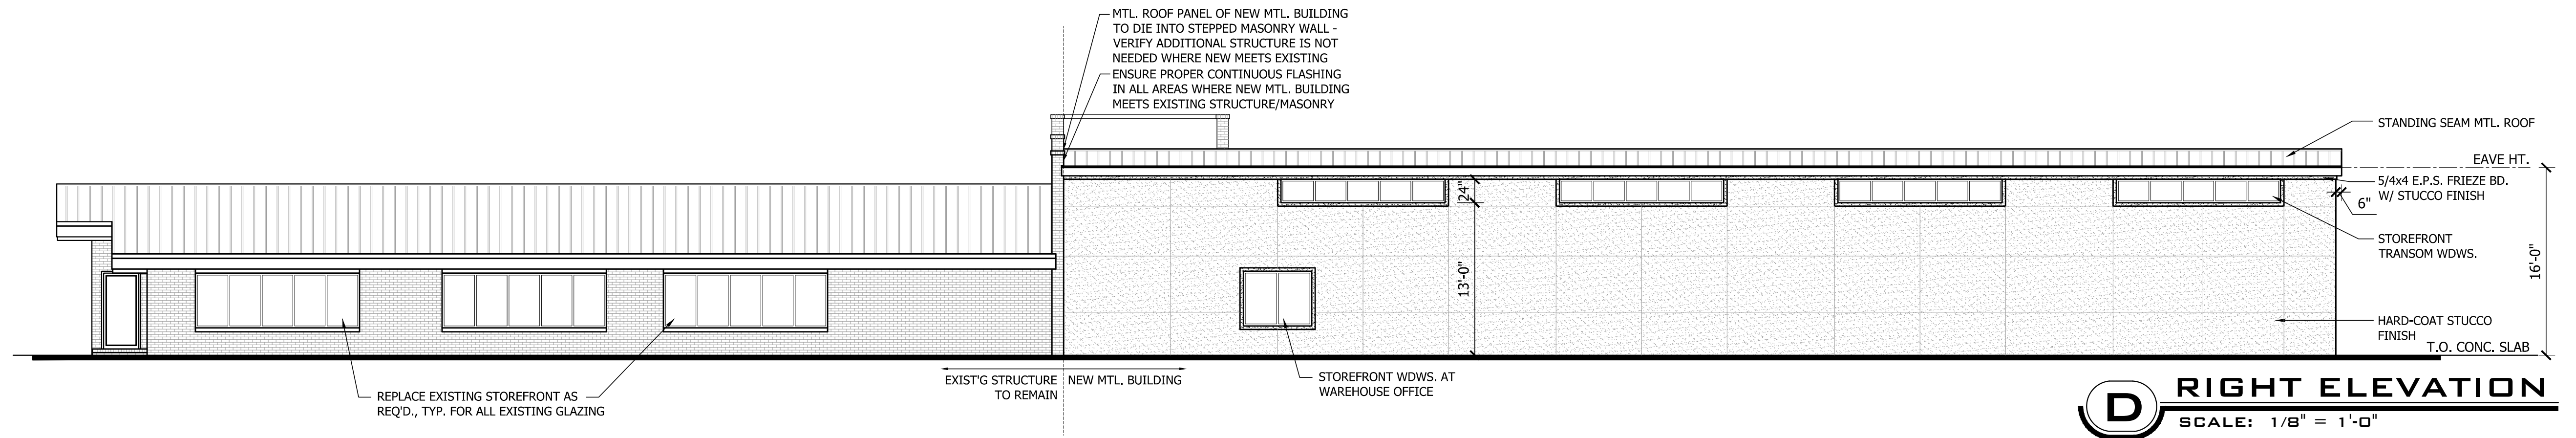 MTL. ROOF PANEL OF NEW MTL. BUILDING
TO DIE INTO STEPPED MASONRY WALL -
VERIFY ADDITIONAL STRUCTURE IS NOT
NEEDED WHERE NEW MEETS EXISTING
ENSURE PROPER CONTINUOUS FLASHING
IN ALL AREAS WHERE NEW MTL. BUILDING
MEETS EXISTING STRUCTURE/MASONRY
STANDING SEAM MTL. ROOF
EAVE HT.
5/4x4 E.P.S. FRIEZE BD.
W/ STUCCO FINISH
6"
24"
STOREFRONT
TRANSOM WDWS.
16'-0"
13'-0"
HARD-COAT STUCCO
FINISH
T.O. CONC. SLAB
EXIST'G STRUCTURE
TO REMAIN
NEW MTL. BUILDING
STOREFRONT WDWS. AT
WAREHOUSE OFFICE
REPLACE EXISTING STOREFRONT AS
REQ'D., TYP. FOR ALL EXISTING GLAZING
D
RIGHT ELEVATION
SCALE: 1/8" = 1'-0"